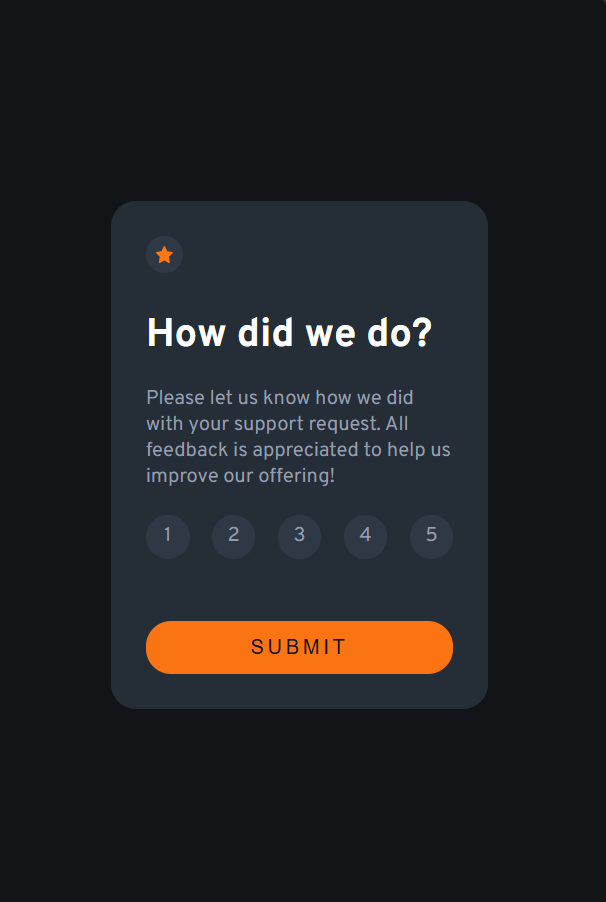 How did we do?
Please let us know how we did
with your support request. All
feedback is appreciated to help us
improve our offering!
1 2 3 4 5
SUBMIT